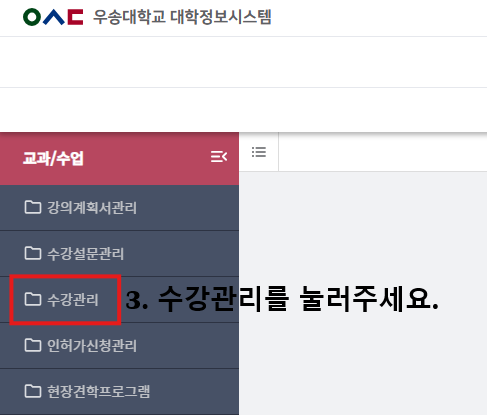 우송대학교 대학정보시스템
교과/수업
강의계획서관리
수강설문관리
수강관리
3. 수강관리를 눌러주세요.
인허가신청관리
현장견학프로그램